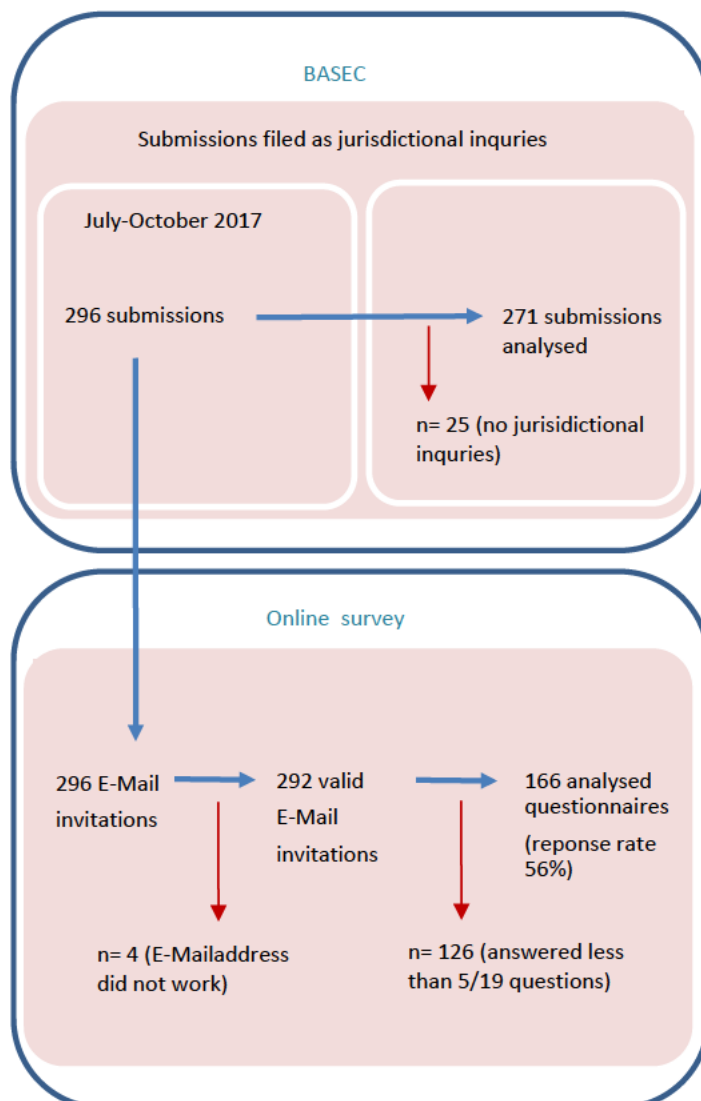 BASEC
Submissions filed as jurisdictional inquries
July-October 2017
296 submissions
271 submissions
analysed
n= 25 (no jurisidictional
inquries)
Online survey
296 E-Mail
invitations
292 valid
E-Mail
invitations
166 analysed
questionnaires
(reponse rate
56%)
n= 4 (E-Mailaddress
did not work)
n= 126 (answered less
than 5/19 questions)